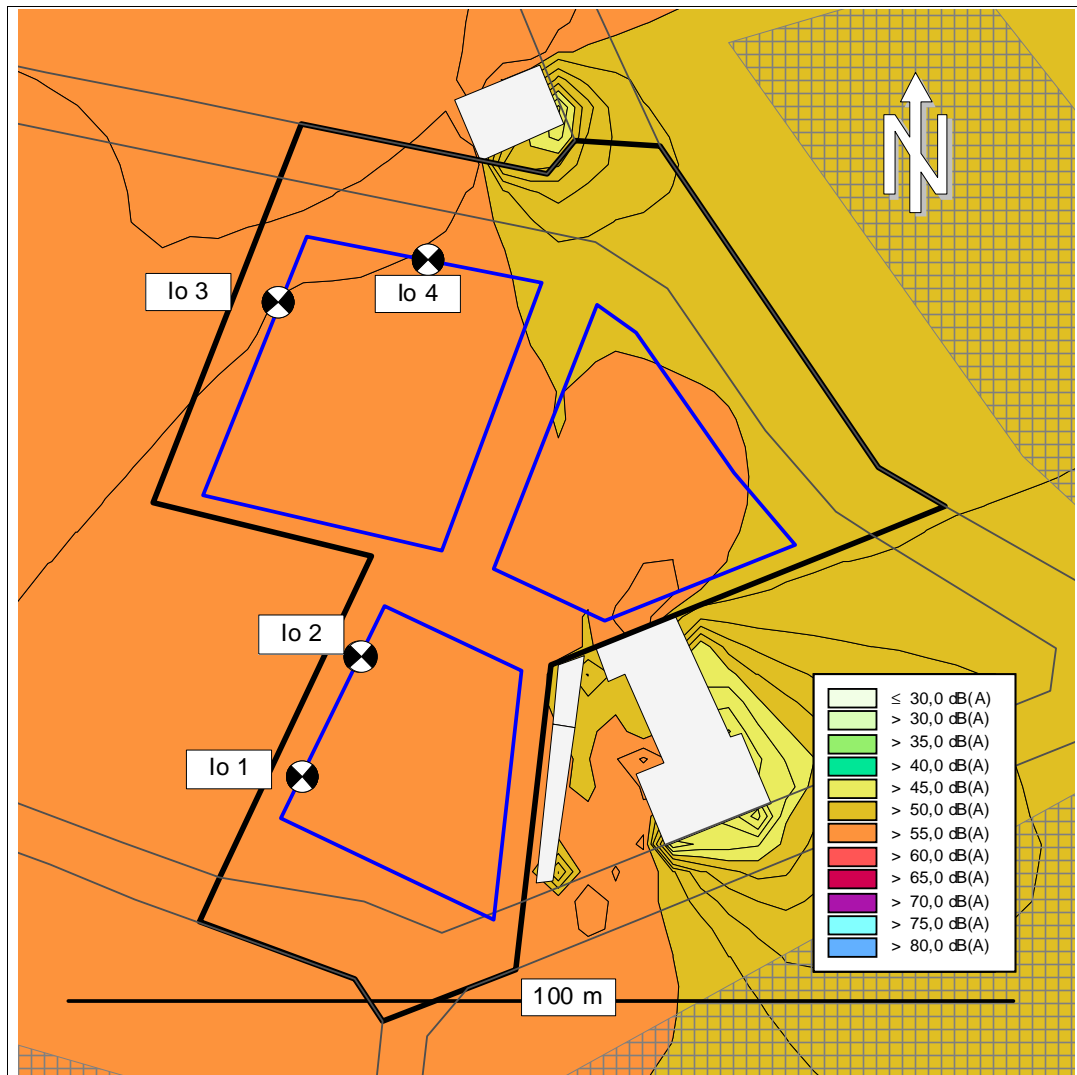 N
Io 3
Io 4
Io 2
Io 1
≤ 30,0 dB(A)
> 30,0 dB(A)
> 35,0 dB(A)
> 40,0 dB(A)
> 45,0 dB(A)
> 50,0 dB(A)
> 55,0 dB(A)
> 60,0 dB(A)
> 65,0 dB(A)
> 70,0 dB(A)
> 75,0 dB(A)
> 80,0 dB(A)
100 m